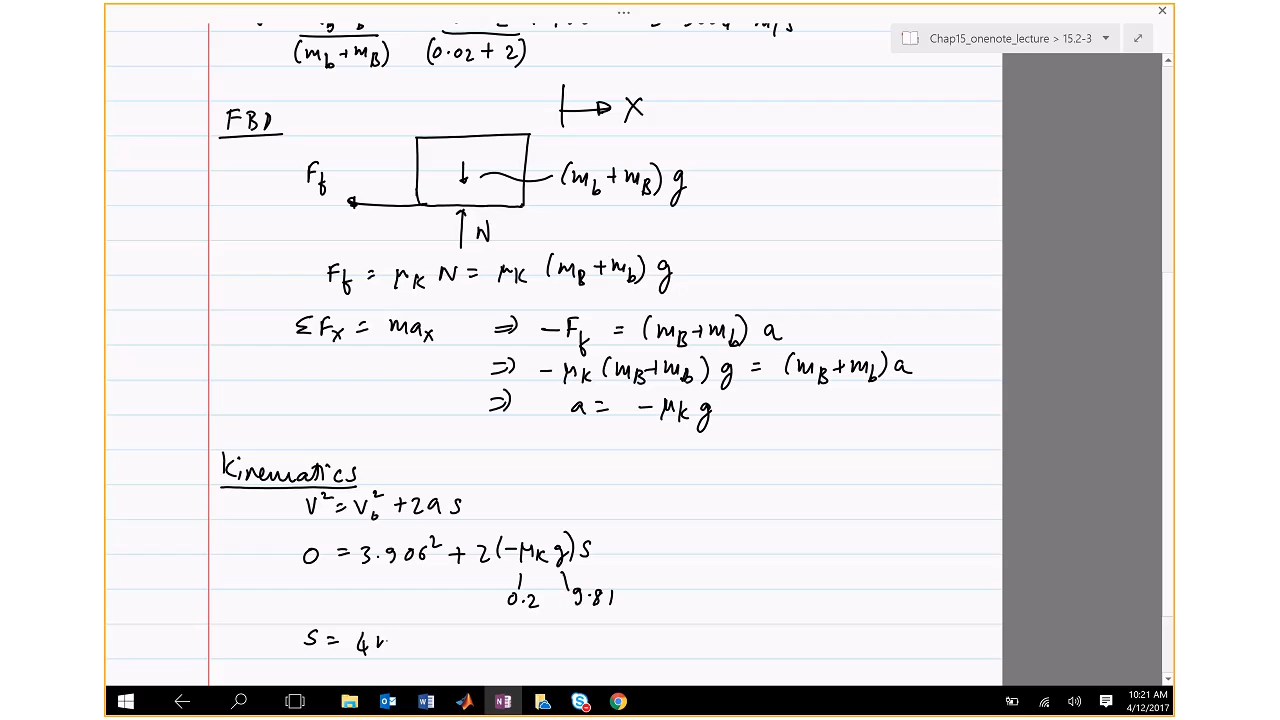 Chap15_onenote_lecture > 15.2-3
(m_b + m_B) (0.02 + 2)
FBD
X
F_f
(m_b + m_B) g
N
F_f = μ_K N = μ_K (m_B + m_b) g
ΣF_x = ma_x ⇒ -F_f = (m_B + m_b) a
⇒ -μ_K (m_B + m_b) g = (m_B + m_b) a
⇒ a = -μ_K g
Kinematics
V² = V_b² + 2 a s
0 = 3.906² + 2 (-μ_K g) s
0.2 9.81
S = 4
10:21 AM
4/12/2017